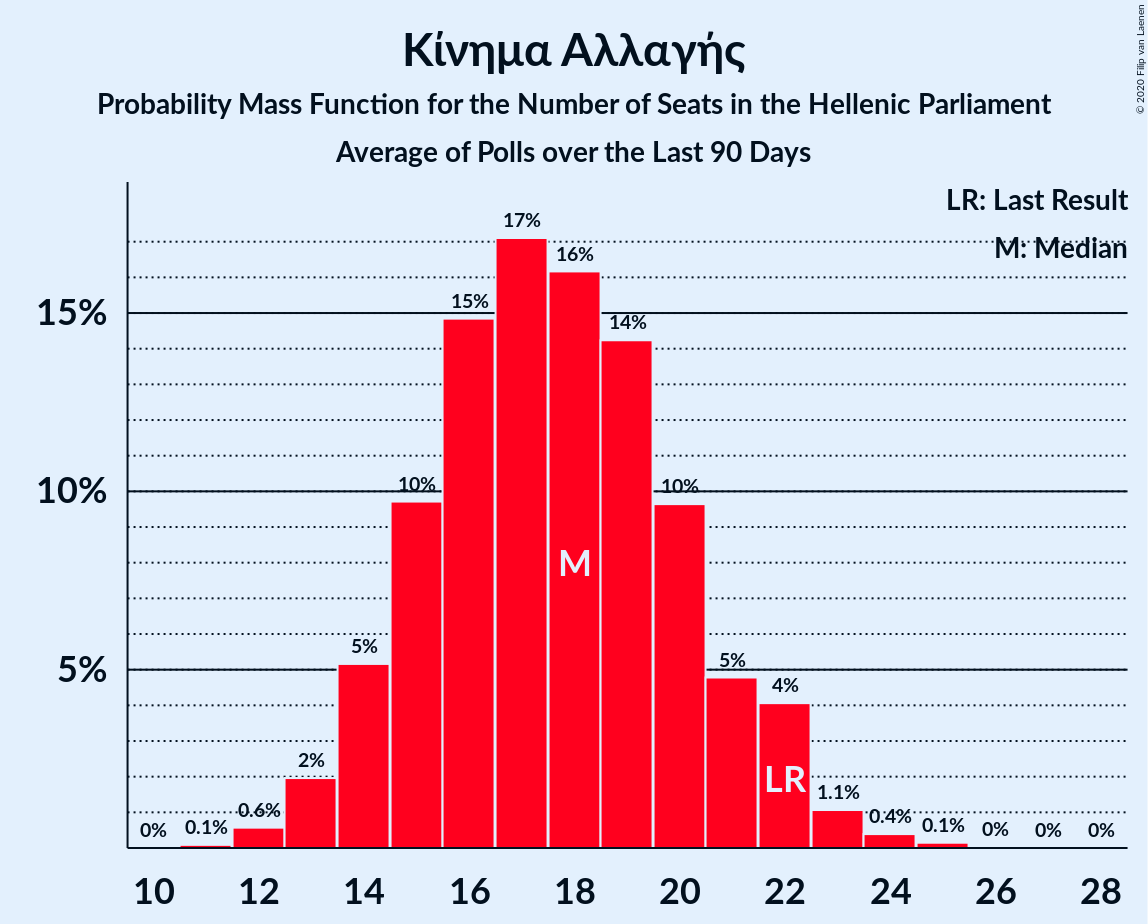 Κίνημα Αλλαγής
Probability Mass Function for the Number of Seats in the Hellenic Parliament
Average of Polls over the Last 90 Days
© 2020 Filip van Laenen
LR: Last Result
M: Median
15%
10%
5%
0%
0.1%
0.6%
2%
5%
10%
15%
17%
16%
14%
10%
5%
4%
1.1%
0.4%
0.1%
0%
0%
0%
M
LR
10 12 14 16 18 20 22 24 26 28